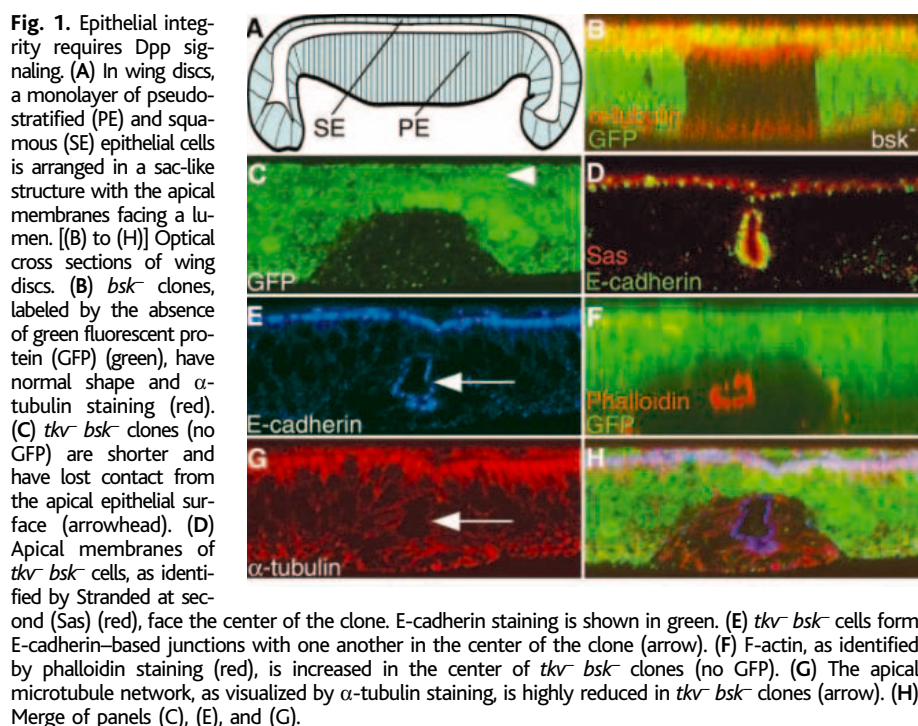 Fig. 1. Epithelial integ-
rity requires Dpp sig-
naling. (A) In wing discs,
a monolayer of pseudo-
stratified (PE) and squa-
mous (SE) epithelial cells
is arranged in a sac-like
structure with the apical
membranes facing a lu-
men. [(B) to (H)] Optical
cross sections of wing
discs. (B) bsk⁻ clones,
labeled by the absence
of green fluorescent pro-
tein (GFP) (green), have
normal shape and α-
tubulin staining (red).
(C) tkv⁻ bsk⁻ clones (no
GFP) are shorter and
have lost contact from
the apical epithelial sur-
face (arrowhead). (D)
Apical membranes of
tkv⁻ bsk⁻ cells, as identi-
fied by Stranded at sec-
ond (Sas) (red), face the center of the clone. E-cadherin staining is shown in green. (E) tkv⁻ bsk⁻ cells form
E-cadherin–based junctions with one another in the center of the clone (arrow). (F) F-actin, as identified
by phalloidin staining (red), is increased in the center of tkv⁻ bsk⁻ clones (no GFP). (G) The apical
microtubule network, as visualized by α-tubulin staining, is highly reduced in tkv⁻ bsk⁻ clones (arrow). (H)
Merge of panels (C), (E), and (G).
A
SE PE
B
α-tubulin
GFP bsk⁻
C
GFP
D
Sas
E-cadherin
E
E-cadherin
F
Phalloidin
GFP
G
α-tubulin
H